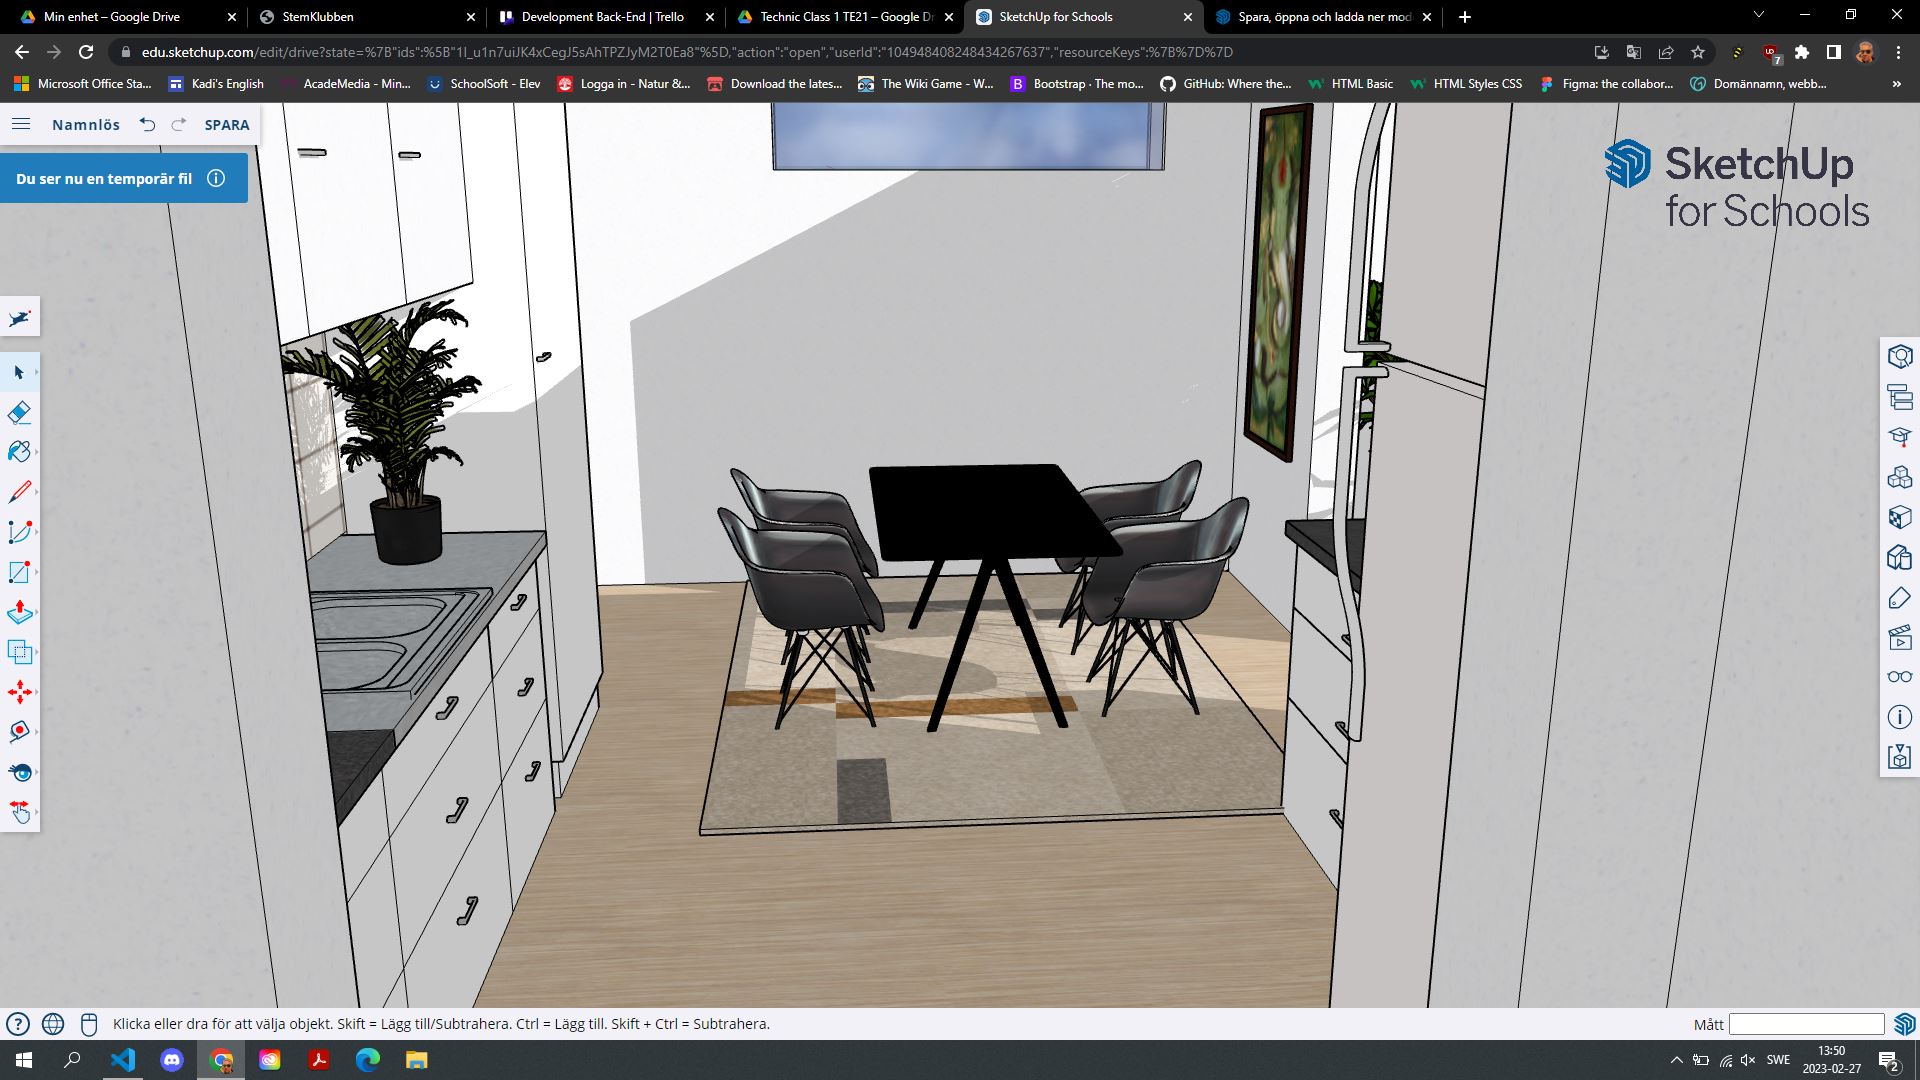 Min enhet – Google Drive
StemKlubben
Development Back-End | Trello
Technic Class 1 TE21 – Google Dr
SketchUp for Schools
Spara, öppna och ladda ner mod
edu.sketchup.com/edit/drive?state=%7B"ids":%5B"1I_u1n7uiJK4xCegJ5sAhTPZJyM2T0Ea8"%5D,"action":"open","userId":"104948408248434267637","resourceKeys":%7B%7D%7D
7
Microsoft Office Sta...
Kadi's English
AcadeMedia - Min...
SchoolSoft - Elev
Logga in - Natur &...
Download the lates...
The Wiki Game - W...
B
Bootstrap · The mo...
GitHub: Where the...
HTML Basic
HTML Styles CSS
Figma: the collabor...
Domännamn, webb...
»
Namnlös
SPARA
Du ser nu en temporär fil
SketchUp
for Schools
Klicka eller dra för att välja objekt. Skift = Lägg till/Subtrahera. Ctrl = Lägg till. Skift + Ctrl = Subtrahera.
Mått
SWE
13:50
2023-02-27
2